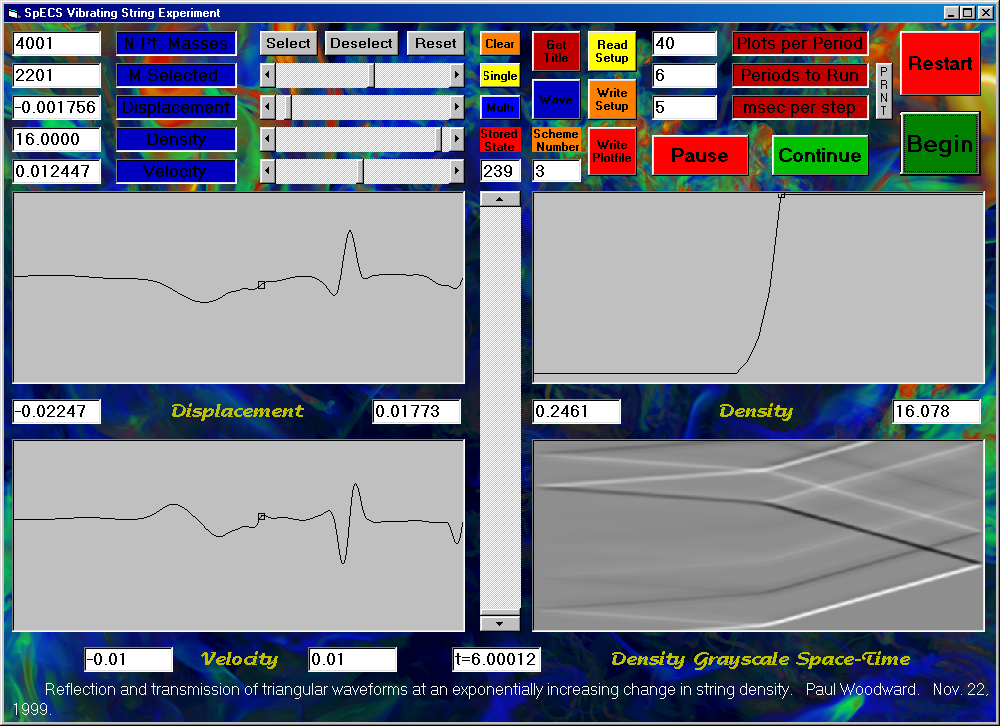 SpECS Vibrating String Experiment
4001 N Pt. Masses Select Deselect Reset Clear Get Title Read Setup 40 Plots per Period Restart
2201 M Selected Single 6 Periods to Run PRNT
-0.001756 Displacement Multi Wave Write Setup 5 msec per step
16.0000 Density Stored State Scheme Number Write Plotfile Pause Continue Begin
0.012447 Velocity 239 3
-0.02247 Displacement 0.01773 0.2461 Density 16.078
-0.01 Velocity 0.01 t=6.00012 Density Grayscale Space-Time
Reflection and transmission of triangular waveforms at an exponentially increasing change in string density. Paul Woodward. Nov. 22,
1999.